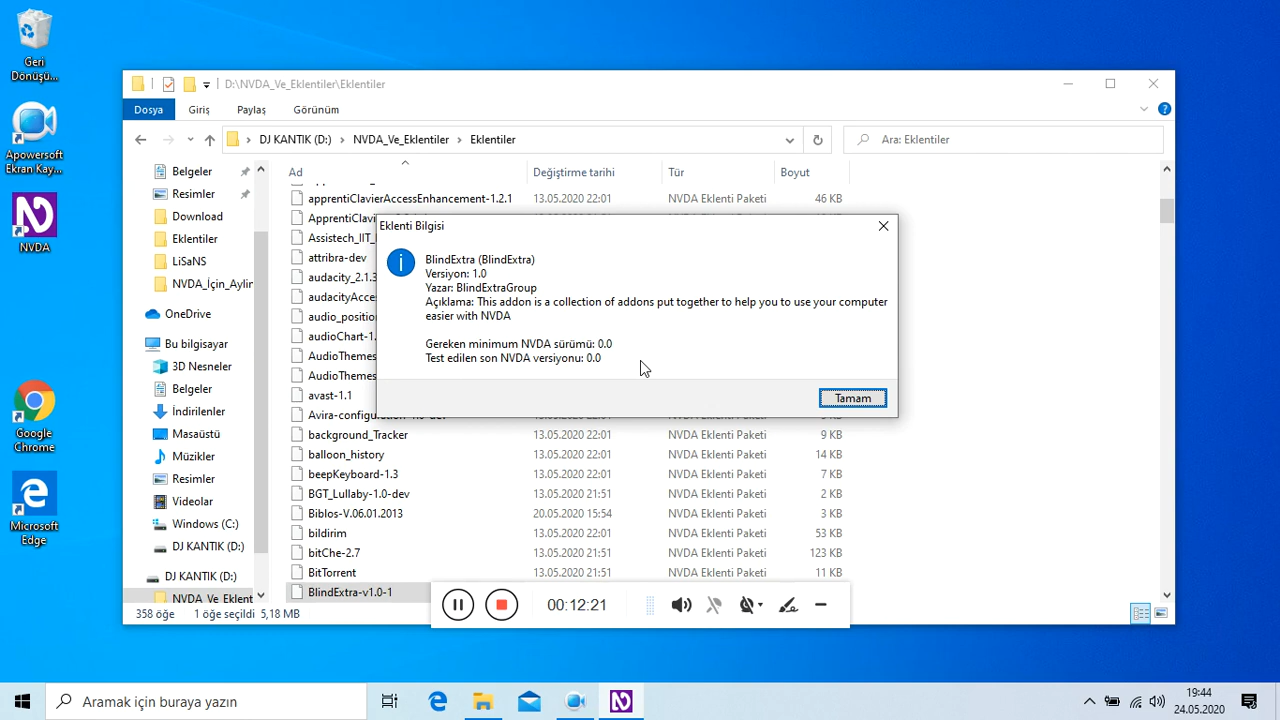 Geri
Dönüşü...
Apowersoft
Ekran Kay...
NVDA
Google
Chrome
Microsoft
Edge
D:\NVDA_Ve_Eklentiler\Eklentiler
Dosya Giriş Paylaş Görünüm
DJ KANTIK (D:) NVDA_Ve_Eklentiler Eklentiler
Ara: Eklentiler
Belgeler
Resimler
Download
Eklentiler
LiSaNS
NVDA_İçin_Aylin
OneDrive
Bu bilgisayar
3D Nesneler
Belgeler
İndirilenler
Masaüstü
Müzikler
Resimler
Videolar
Windows (C:)
DJ KANTIK (D:)
DJ KANTIK (D:)
NVDA_Ve_Eklent
Ad Değiştirme tarihi Tür Boyut
apprentiClavierAccessEnhancement-1.2.1 13.05.2020 22:01 NVDA Eklenti Paketi 46 KB
ApprentiClavi
Assistech_IIT_
attribra-dev
audacity_2.1.3
audacityAcce
audio_position
audioChart-1.
AudioThemes
AudioThemes
avast-1.1
Avira-configuration
background_Tracker 13.05.2020 22:01 NVDA Eklenti Paketi 9 KB
balloon_history 13.05.2020 22:01 NVDA Eklenti Paketi 14 KB
beepKeyboard-1.3 13.05.2020 22:01 NVDA Eklenti Paketi 7 KB
BGT_Lullaby-1.0-dev 13.05.2020 21:51 NVDA Eklenti Paketi 2 KB
Biblos-V.06.01.2013 20.05.2020 15:54 NVDA Eklenti Paketi 3 KB
bildirim 13.05.2020 22:01 NVDA Eklenti Paketi 53 KB
bitChe-2.7 13.05.2020 21:51 NVDA Eklenti Paketi 123 KB
BitTorrent 13.05.2020 21:51 NVDA Eklenti Paketi 11 KB
BlindExtra-v1.0-1
Eklenti Bilgisi
BlindExtra (BlindExtra)
Versiyon: 1.0
Yazar: BlindExtraGroup
Açıklama: This addon is a collection of addons put together to help you to use your computer
easier with NVDA
Gereken minimum NVDA sürümü: 0.0
Test edilen son NVDA versiyonu: 0.0
Tamam
00:12:21
358 öğe 1 öğe seçildi 5,18 MB
Aramak için buraya yazın
19:44
24.05.2020